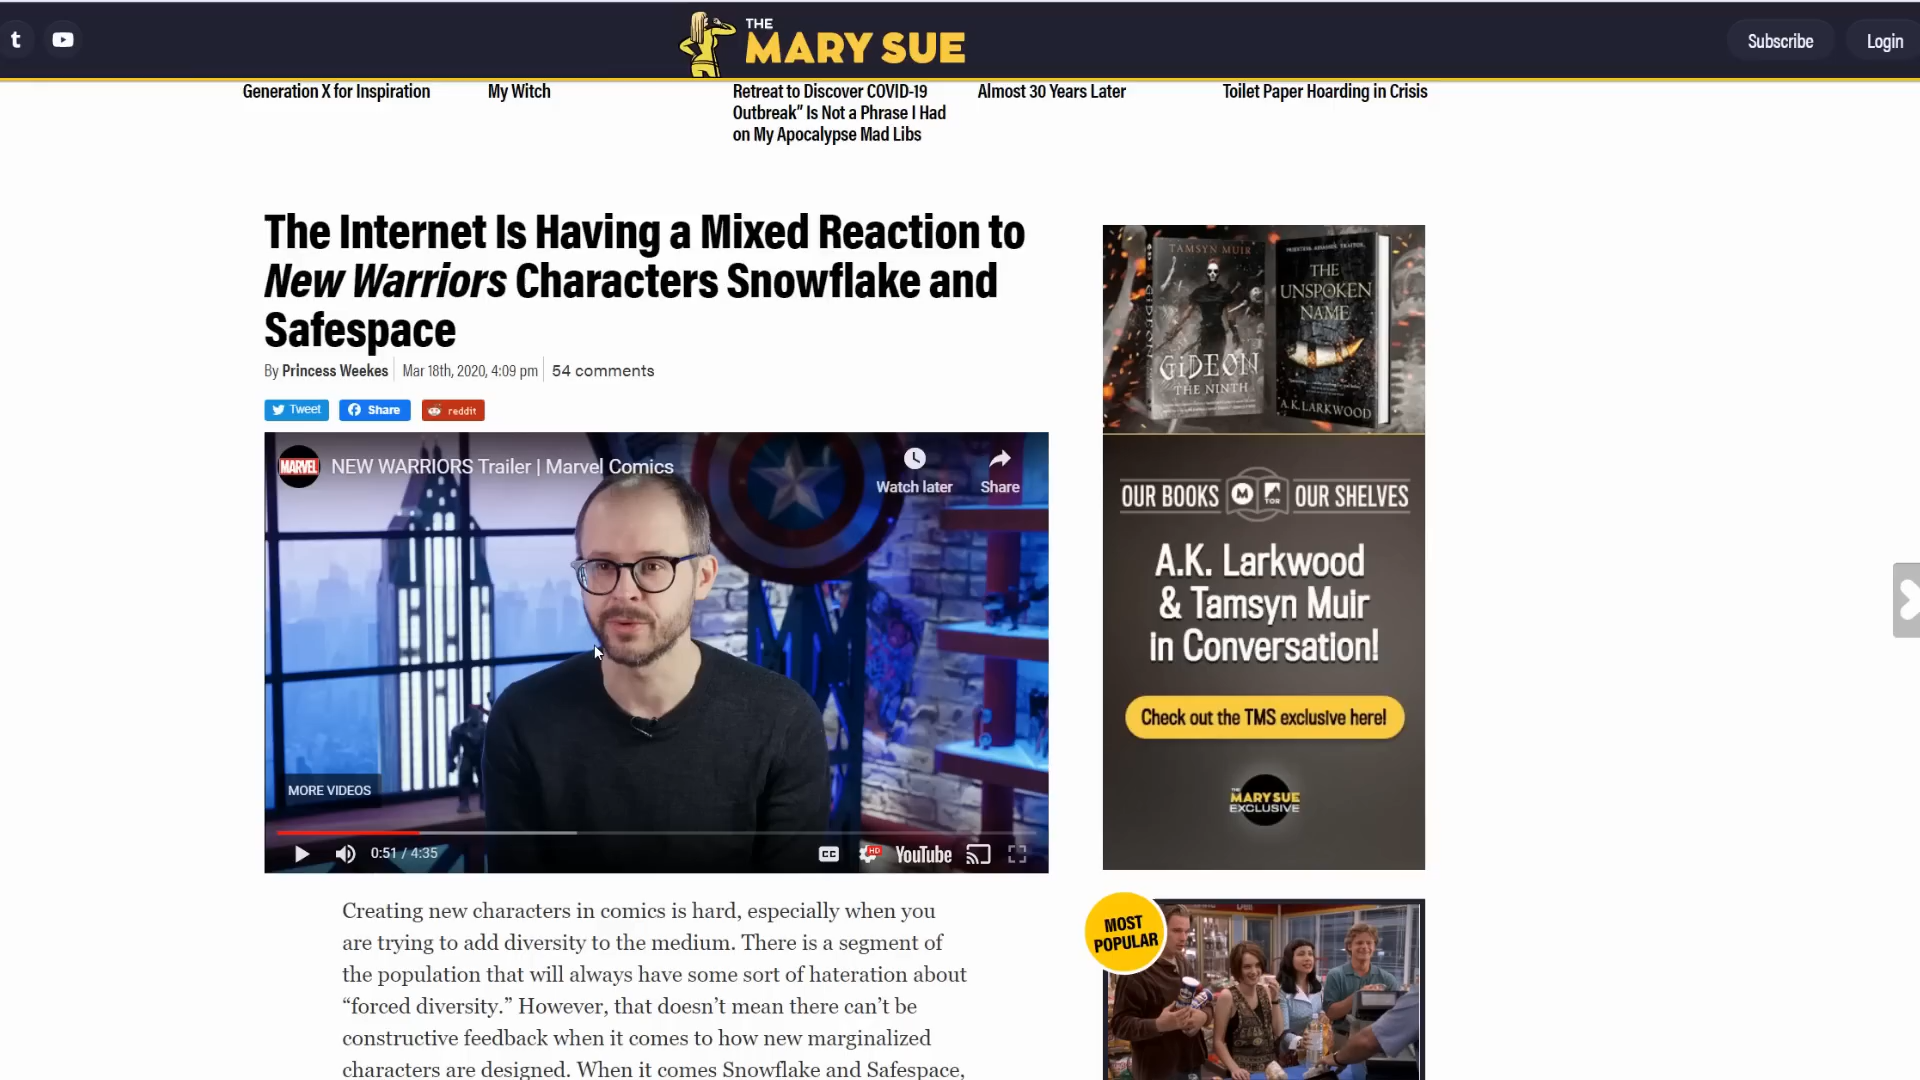 t
THE
MARY SUE
Subscribe
Login
Generation X for Inspiration
My Witch
Retreat to Discover COVID-19
Outbreak” Is Not a Phrase I Had
on My Apocalypse Mad Libs
Almost 30 Years Later
Toilet Paper Hoarding in Crisis
The Internet Is Having a Mixed Reaction to
New Warriors Characters Snowflake and
Safespace
By Princess Weekes
Mar 18th, 2020, 4:09 pm
54 comments
Tweet
Share
reddit
MARVEL
NEW WARRIORS Trailer | Marvel Comics
Watch later
Share
MORE VIDEOS
0:51 / 4:35
CC
HD
YouTube
Creating new characters in comics is hard, especially when you
are trying to add diversity to the medium. There is a segment of
the population that will always have some sort of hateration about
“forced diversity.” However, that doesn’t mean there can’t be
constructive feedback when it comes to how new marginalized
characters are designed. When it comes Snowflake and Safespace,
TAMSYN MUIR
GIDEON
THE NINTH
THE
UNSPOKEN
NAME
A.K. LARKWOOD
OUR BOOKS
M
TOR
OUR SHELVES
A.K. Larkwood
& Tamsyn Muir
in Conversation!
Check out the TMS exclusive here!
THE
MARY SUE
EXCLUSIVE
MOST
POPULAR